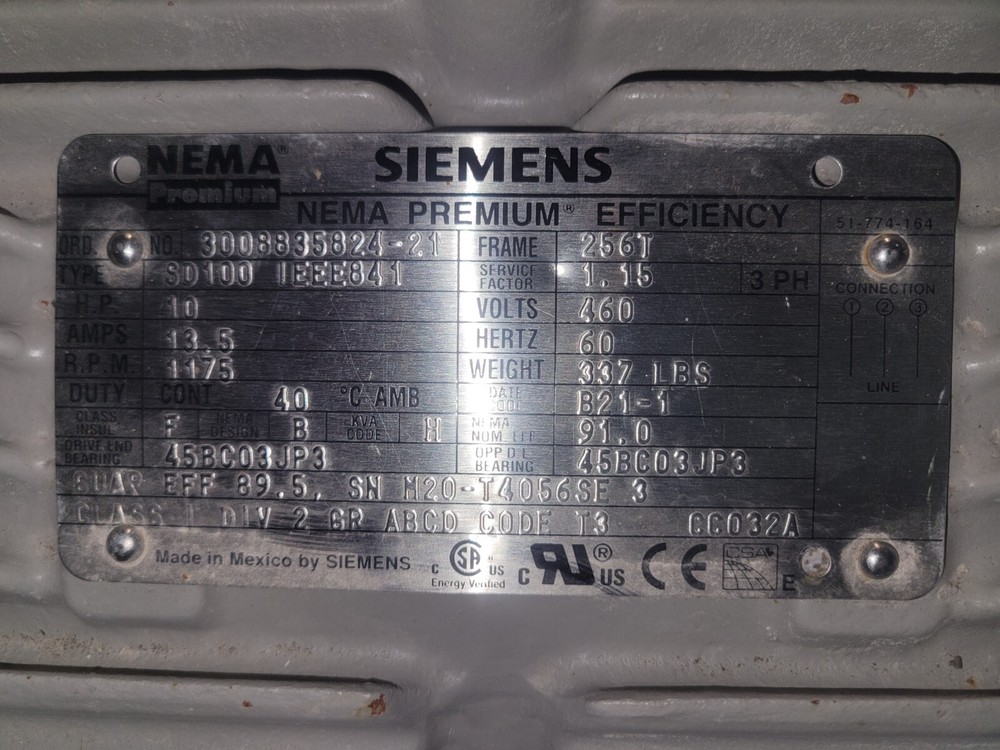 NEMA® SIEMENS
Premium
NEMA PREMIUM® EFFICIENCY 51-774-164
ORD. NO. 3008835824-21 FRAME 256T
TYPE SD100 IEEE841 SERVICE FACTOR 1.15 3 PH
H.P. 10 VOLTS 460
AMPS 13.5 HERTZ 60
R.P.M. 1175 WEIGHT 337 LBS
DUTY CONT 40 °C AMB DATE CODE B21-1
CLASS INSUL F NEMA DESIGN B KVA CODE H NEMA NOM. EFF 91.0
DRIVE END BEARING 45BC03JP3 OPP D.E. BEARING 45BC03JP3
GUAR EFF 89.5, SN M20-T4056SE 3
CLASS I DIV 2 GR ABCD CODE T3 CC032A
CONNECTION
1 2 3
LINE
Made in Mexico by SIEMENS C SA US C RU® US CE CSA E
Energy Verified